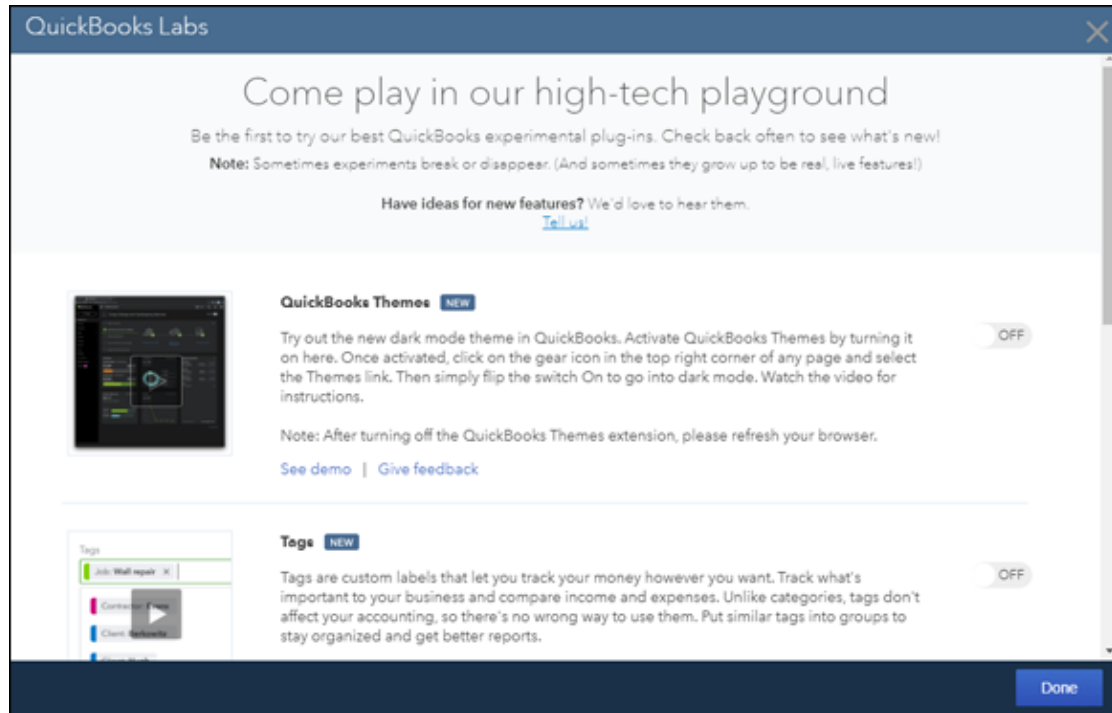 QuickBooks Labs
Come play in our high-tech playground
Be the first to try our best QuickBooks experimental plug-ins. Check back often to see what's new!
Note: Sometimes experiments break or disappear. (And sometimes they grow up to be real, live features!)
Have ideas for new features? We'd love to hear them.
Tell us!
QuickBooks Themes NEW
Try out the new dark mode theme in QuickBooks. Activate QuickBooks Themes by turning it
on here. Once activated, click on the gear icon in the top right corner of any page and select
the Themes link. Then simply flip the switch On to go into dark mode. Watch the video for
instructions.
OFF
Note: After turning off the QuickBooks Themes extension, please refresh your browser.
See demo | Give feedback
Tags
Job: Wall repair X
Contractor:
Client:
Tags NEW
Tags are custom labels that let you track your money however you want. Track what's
important to your business and compare income and expenses. Unlike categories, tags don't
affect your accounting, so there's no wrong way to use them. Put similar tags into groups to
stay organized and get better reports.
OFF
Done